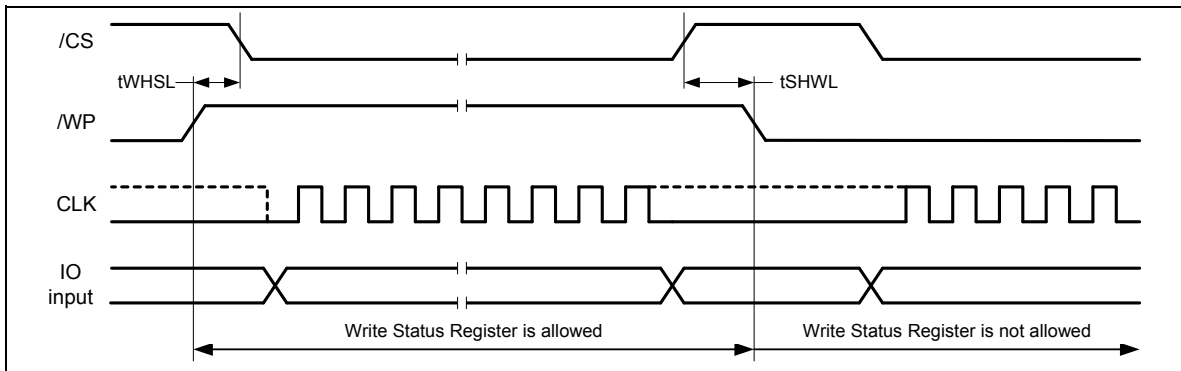 /CS
tWHSL
tSHWL
/WP
CLK
IO
input
Write Status Register is allowed
Write Status Register is not allowed